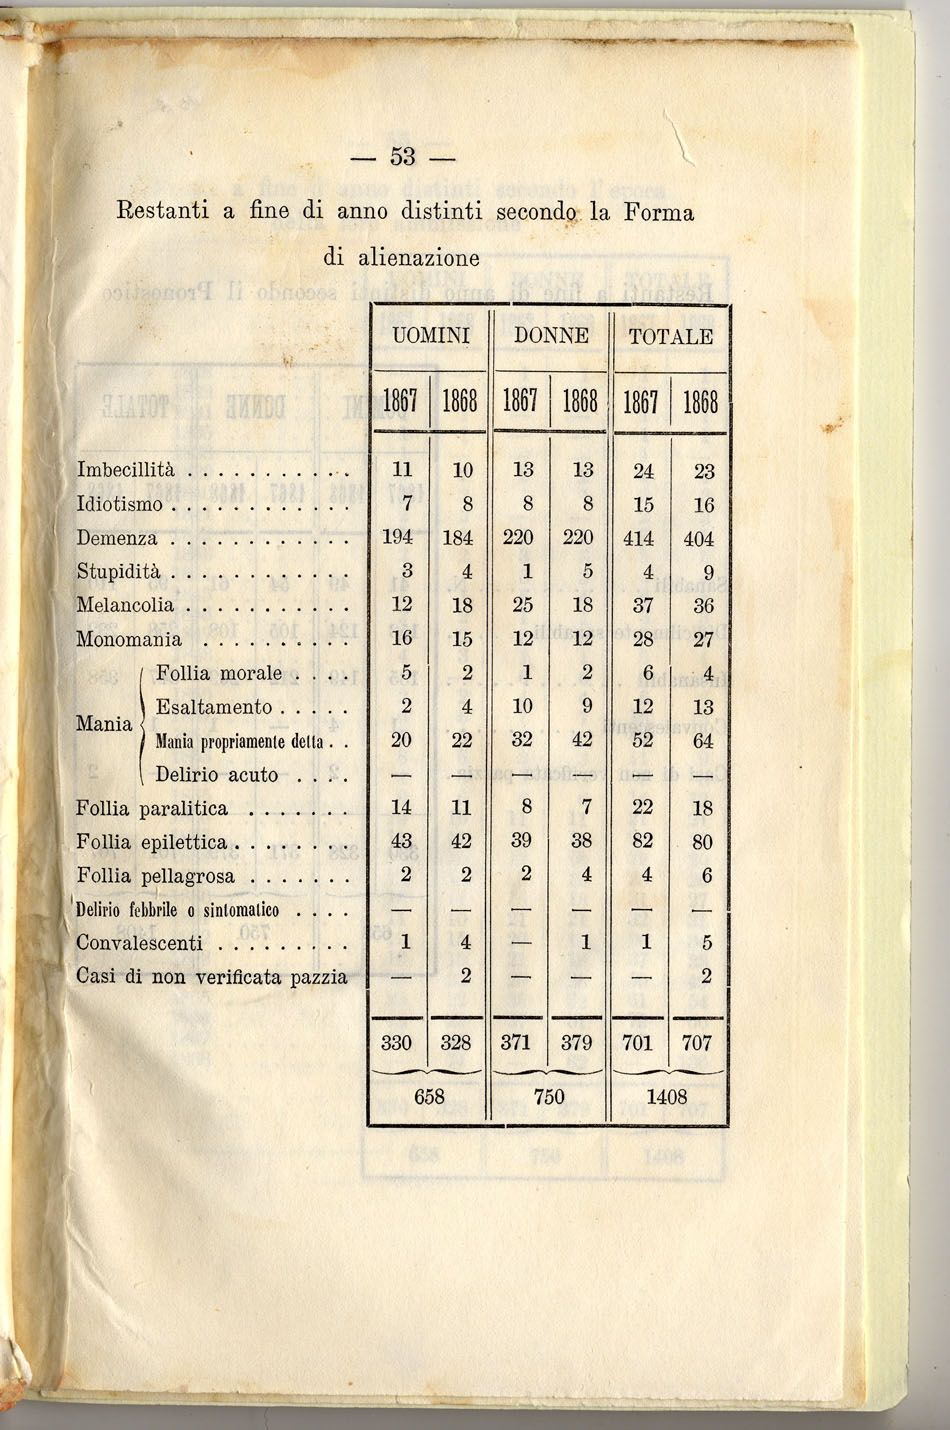 — 53 —
Restanti a fine di anno distinti secondo la Forma
di alienazione
UOMINI DONNE TOTALE
1867 1868 1867 1868 1867 1868
Imbecillità . . . . . . . . . . . 11 10 13 13 24 23
Idiotismo . . . . . . . . . . . . 7 8 8 8 15 16
Demenza . . . . . . . . . . . . 194 184 220 220 414 404
Stupidità . . . . . . . . . . . . 3 4 1 5 4 9
Melancolia . . . . . . . . . . . 12 18 25 18 37 36
Monomania . . . . . . . . . . 16 15 12 12 28 27
Mania
Follia morale . . . . 5 2 1 2 6 4
Esaltamento . . . . . 2 4 10 9 12 13
Mania propriamente detta . . 20 22 32 42 52 64
Delirio acuto . . . . — — — — — —
Follia paralitica . . . . . . . 14 11 8 7 22 18
Follia epilettica . . . . . . . . 43 42 39 38 82 80
Follia pellagrosa . . . . . . . 2 2 2 4 4 6
Delirio febbrile o sintomatico . . . . — — — — — —
Convalescenti . . . . . . . . . 1 4 — 1 1 5
Casi di non verificata pazzia — 2 — — — 2
330 328 371 379 701 707
658 750 1408